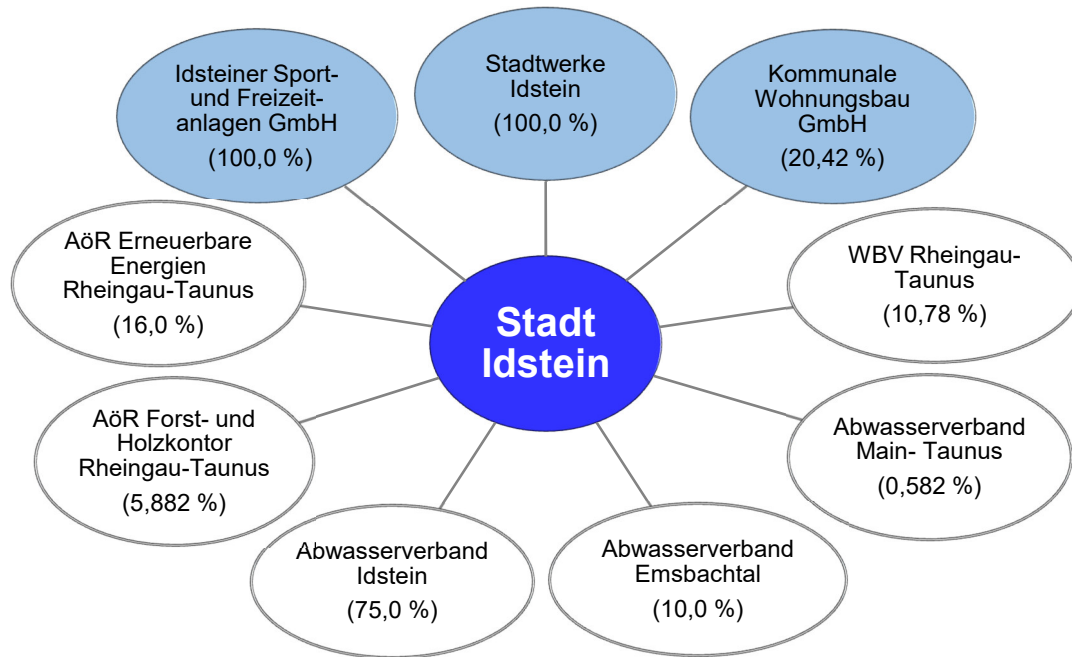 Idsteiner Sport-
und Freizeit-
anlagen GmbH
(100,0 %)
Stadtwerke
Idstein
(100,0 %)
Kommunale
Wohnungsbau
GmbH
(20,42 %)
AöR Erneuerbare
Energien
Rheingau-Taunus
(16,0 %)
Stadt
Idstein
WBV Rheingau-
Taunus
(10,78 %)
AöR Forst- und
Holzkontor
Rheingau-Taunus
(5,882 %)
Abwasserverband
Main- Taunus
(0,582 %)
Abwasserverband
Idstein
(75,0 %)
Abwasserverband
Emsbachtal
(10,0 %)